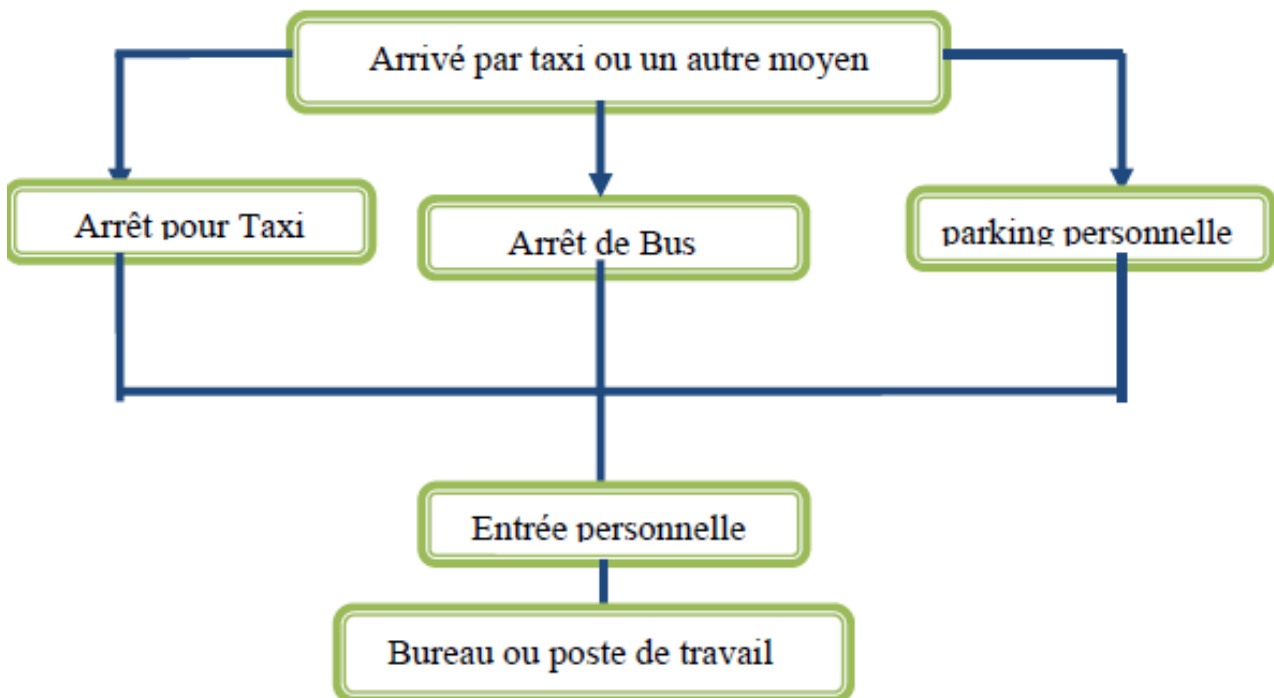 Arrivé par taxi ou un autre moyen
Arrêt pour Taxi
Arrêt de Bus
parking personnelle
Entrée personnelle
Bureau ou poste de travail